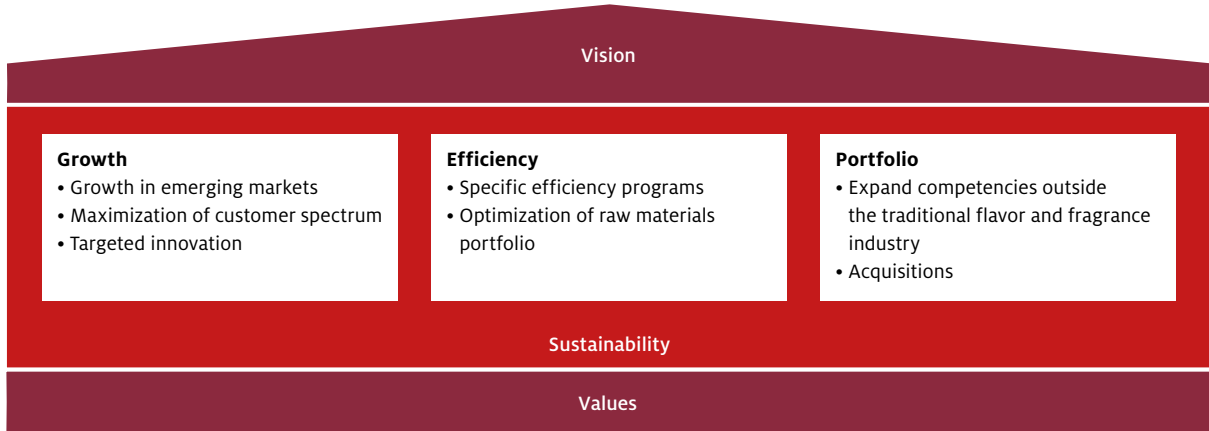 Vision
Growth
• Growth in emerging markets
• Maximization of customer spectrum
• Targeted innovation
Efficiency
• Specific efficiency programs
• Optimization of raw materials
portfolio
Portfolio
• Expand competencies outside
the traditional flavor and fragrance
industry
• Acquisitions
Sustainability
Values